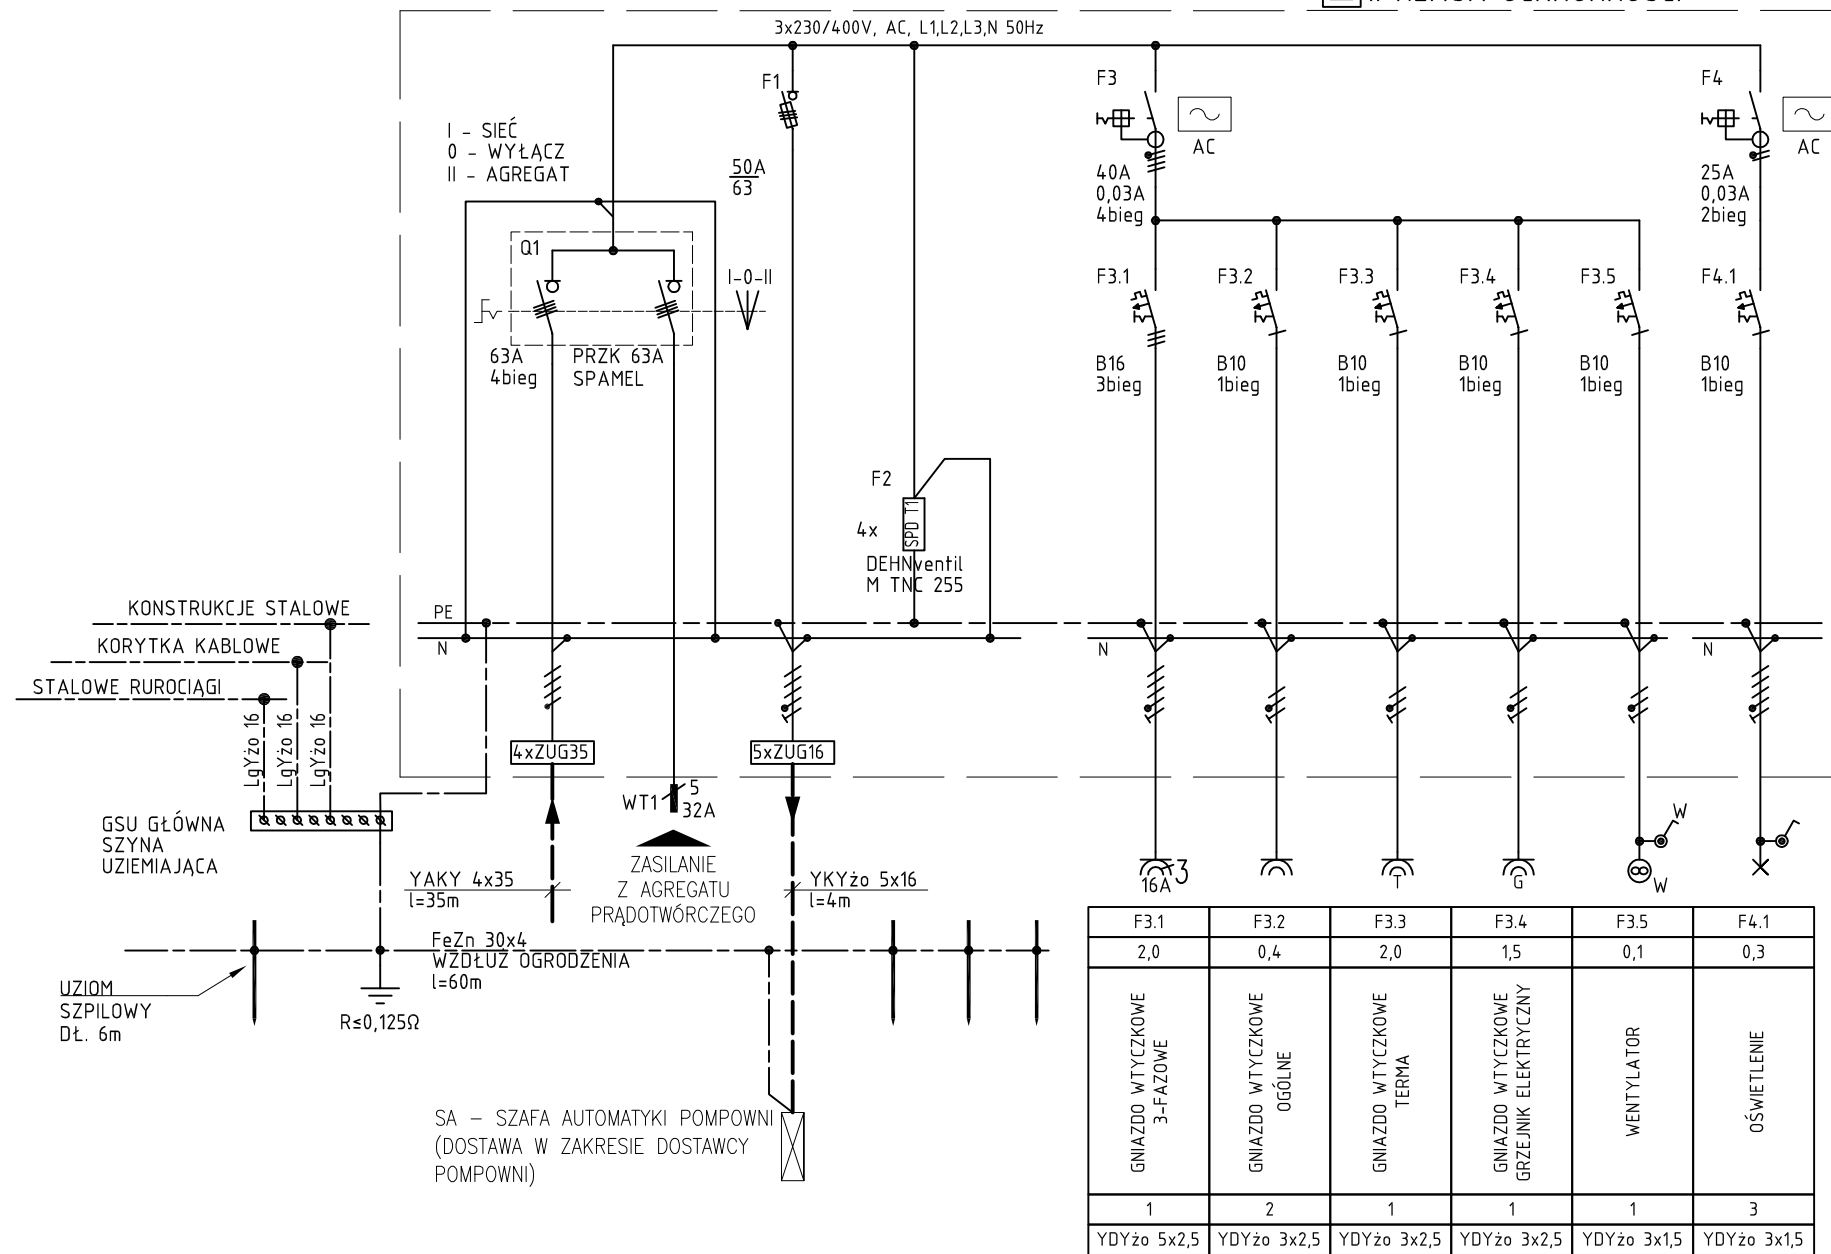 3x230/400V, AC, L1,L2,L3,N 50Hz
I - SIEĆ
0 - WYŁĄCZ
II - AGREGAT
F1
50A
63
F3
AC
40A
0,03A
4bieg
F4
AC
25A
0,03A
2bieg
Q1
I-0-II
63A
4bieg
PRZK 63A
SPAMEL
F3.1
F3.2
F3.3
F3.4
F3.5
F4.1
B16
3bieg
B10
1bieg
B10
1bieg
B10
1bieg
B10
1bieg
B10
1bieg
F2
4x
SPD T1
DEHNventil
M TNC 255
KONSTRUKCJE STALOWE
KORYTKA KABLOWE
STALOWE RUROCIĄGI
PE
N
N
N
LgYżo 16
LgYżo 16
LgYżo 16
4xZUG35
5xZUG16
WT1
5
32A
GSU GŁÓWNA
SZYNA
UZIEMIAJĄCA
YAKY 4x35
l=35m
ZASILANIE
Z AGREGATU
PRĄDOTWÓRCZEGO
YKYżo 5x16
l=4m
16A
3
T
G
W
W
FeZn 30x4
WZDŁUŻ OGRODZENIA
l=60m
UZIOM
SZPILOWY
DŁ. 6m
R≤0,125Ω
SA – SZAFA AUTOMATYKI POMPOWNI
(DOSTAWA W ZAKRESIE DOSTAWCY
POMPOWNI)
F3.1 F3.2 F3.3 F3.4 F3.5 F4.1
2,0 0,4 2,0 1,5 0,1 0,3
GNIAZDO WTYCZKOWE
3-FAZOWE
GNIAZDO WTYCZKOWE
OGÓLNE
GNIAZDO WTYCZKOWE
TERMA
GNIAZDO WTYCZKOWE
GRZEJNIK ELEKTRYCZNY
WENTYLATOR
OŚWIETLENIE
1 2 1 1 1 3
YDYżo 5x2,5 YDYżo 3x2,5 YDYżo 3x2,5 YDYżo 3x2,5 YDYżo 3x1,5 YDYżo 3x1,5